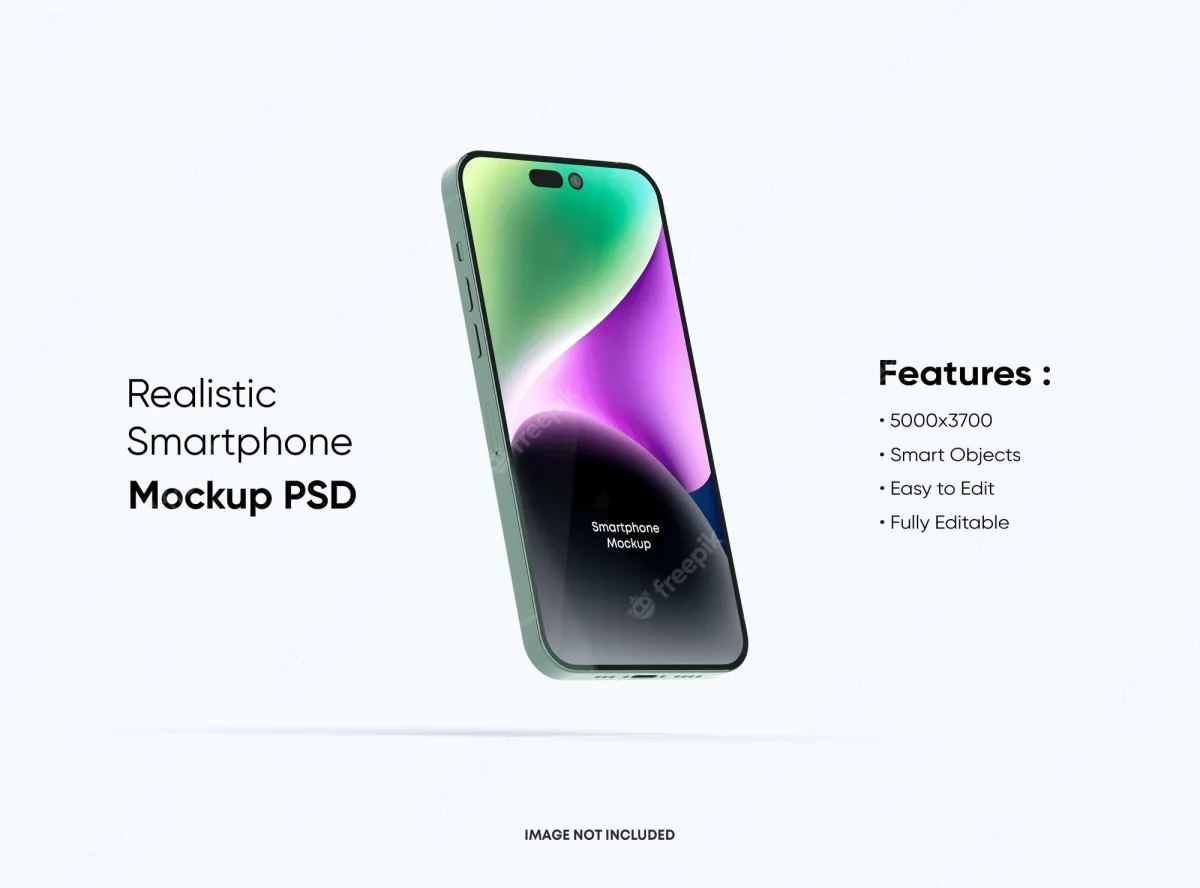 Realistic
Smartphone
Mockup PSD
Smartphone
Mockup
freepik
freepik
Features :
• 5000x3700
• Smart Objects
• Easy to Edit
• Fully Editable
IMAGE NOT INCLUDED